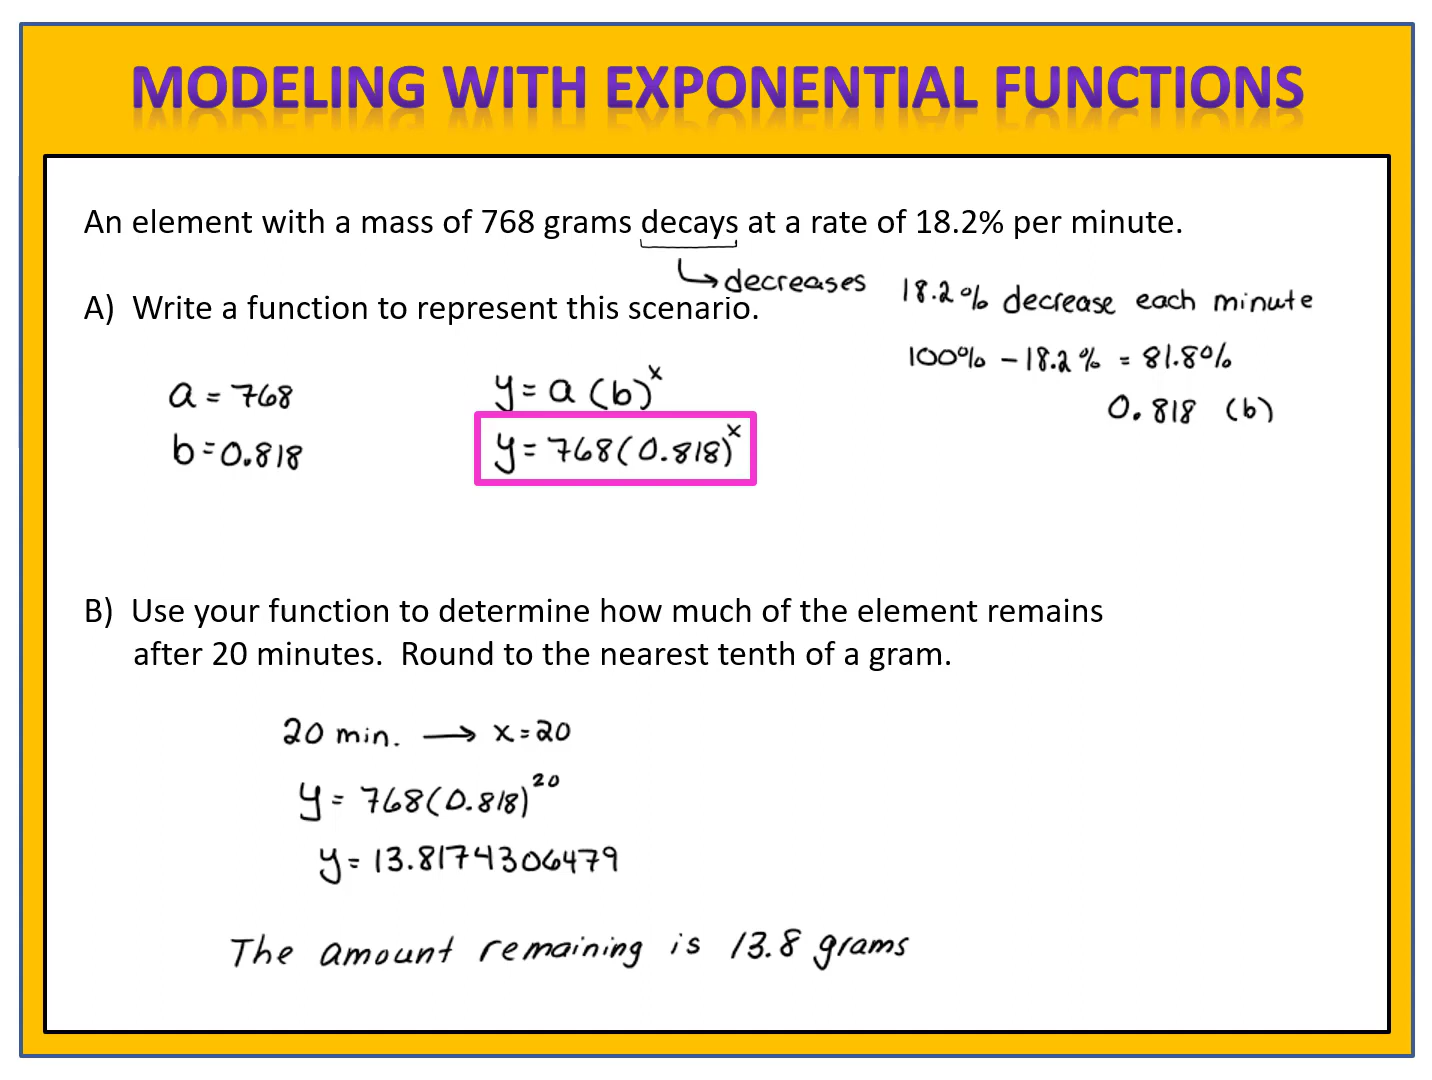 MODELING WITH EXPONENTIAL FUNCTIONS
An element with a mass of 768 grams decays at a rate of 18.2% per minute.
↳ decreases
18.2% decrease each minute
A) Write a function to represent this scenario.
100% - 18.2% = 81.8%
0.818 (b)
a = 768
b = 0.818
y = a (b)^x
y = 768(0.818)^x
B) Use your function to determine how much of the element remains
after 20 minutes. Round to the nearest tenth of a gram.
20 min. → x = 20
y = 768(0.818)^20
y = 13.8174306479
The amount remaining is 13.8 grams